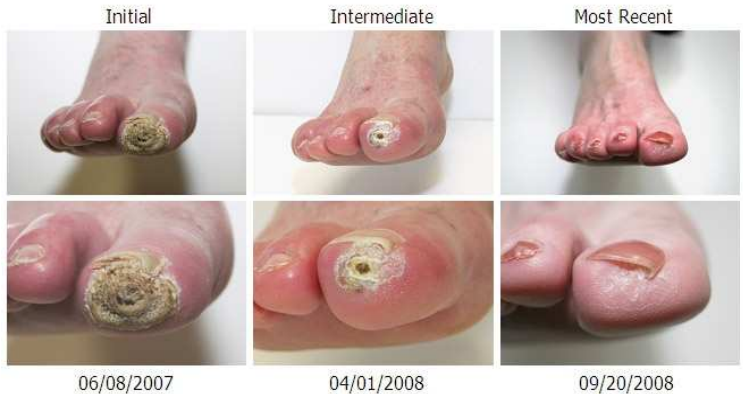 Initial
Intermediate
Most Recent
06/08/2007
04/01/2008
09/20/2008